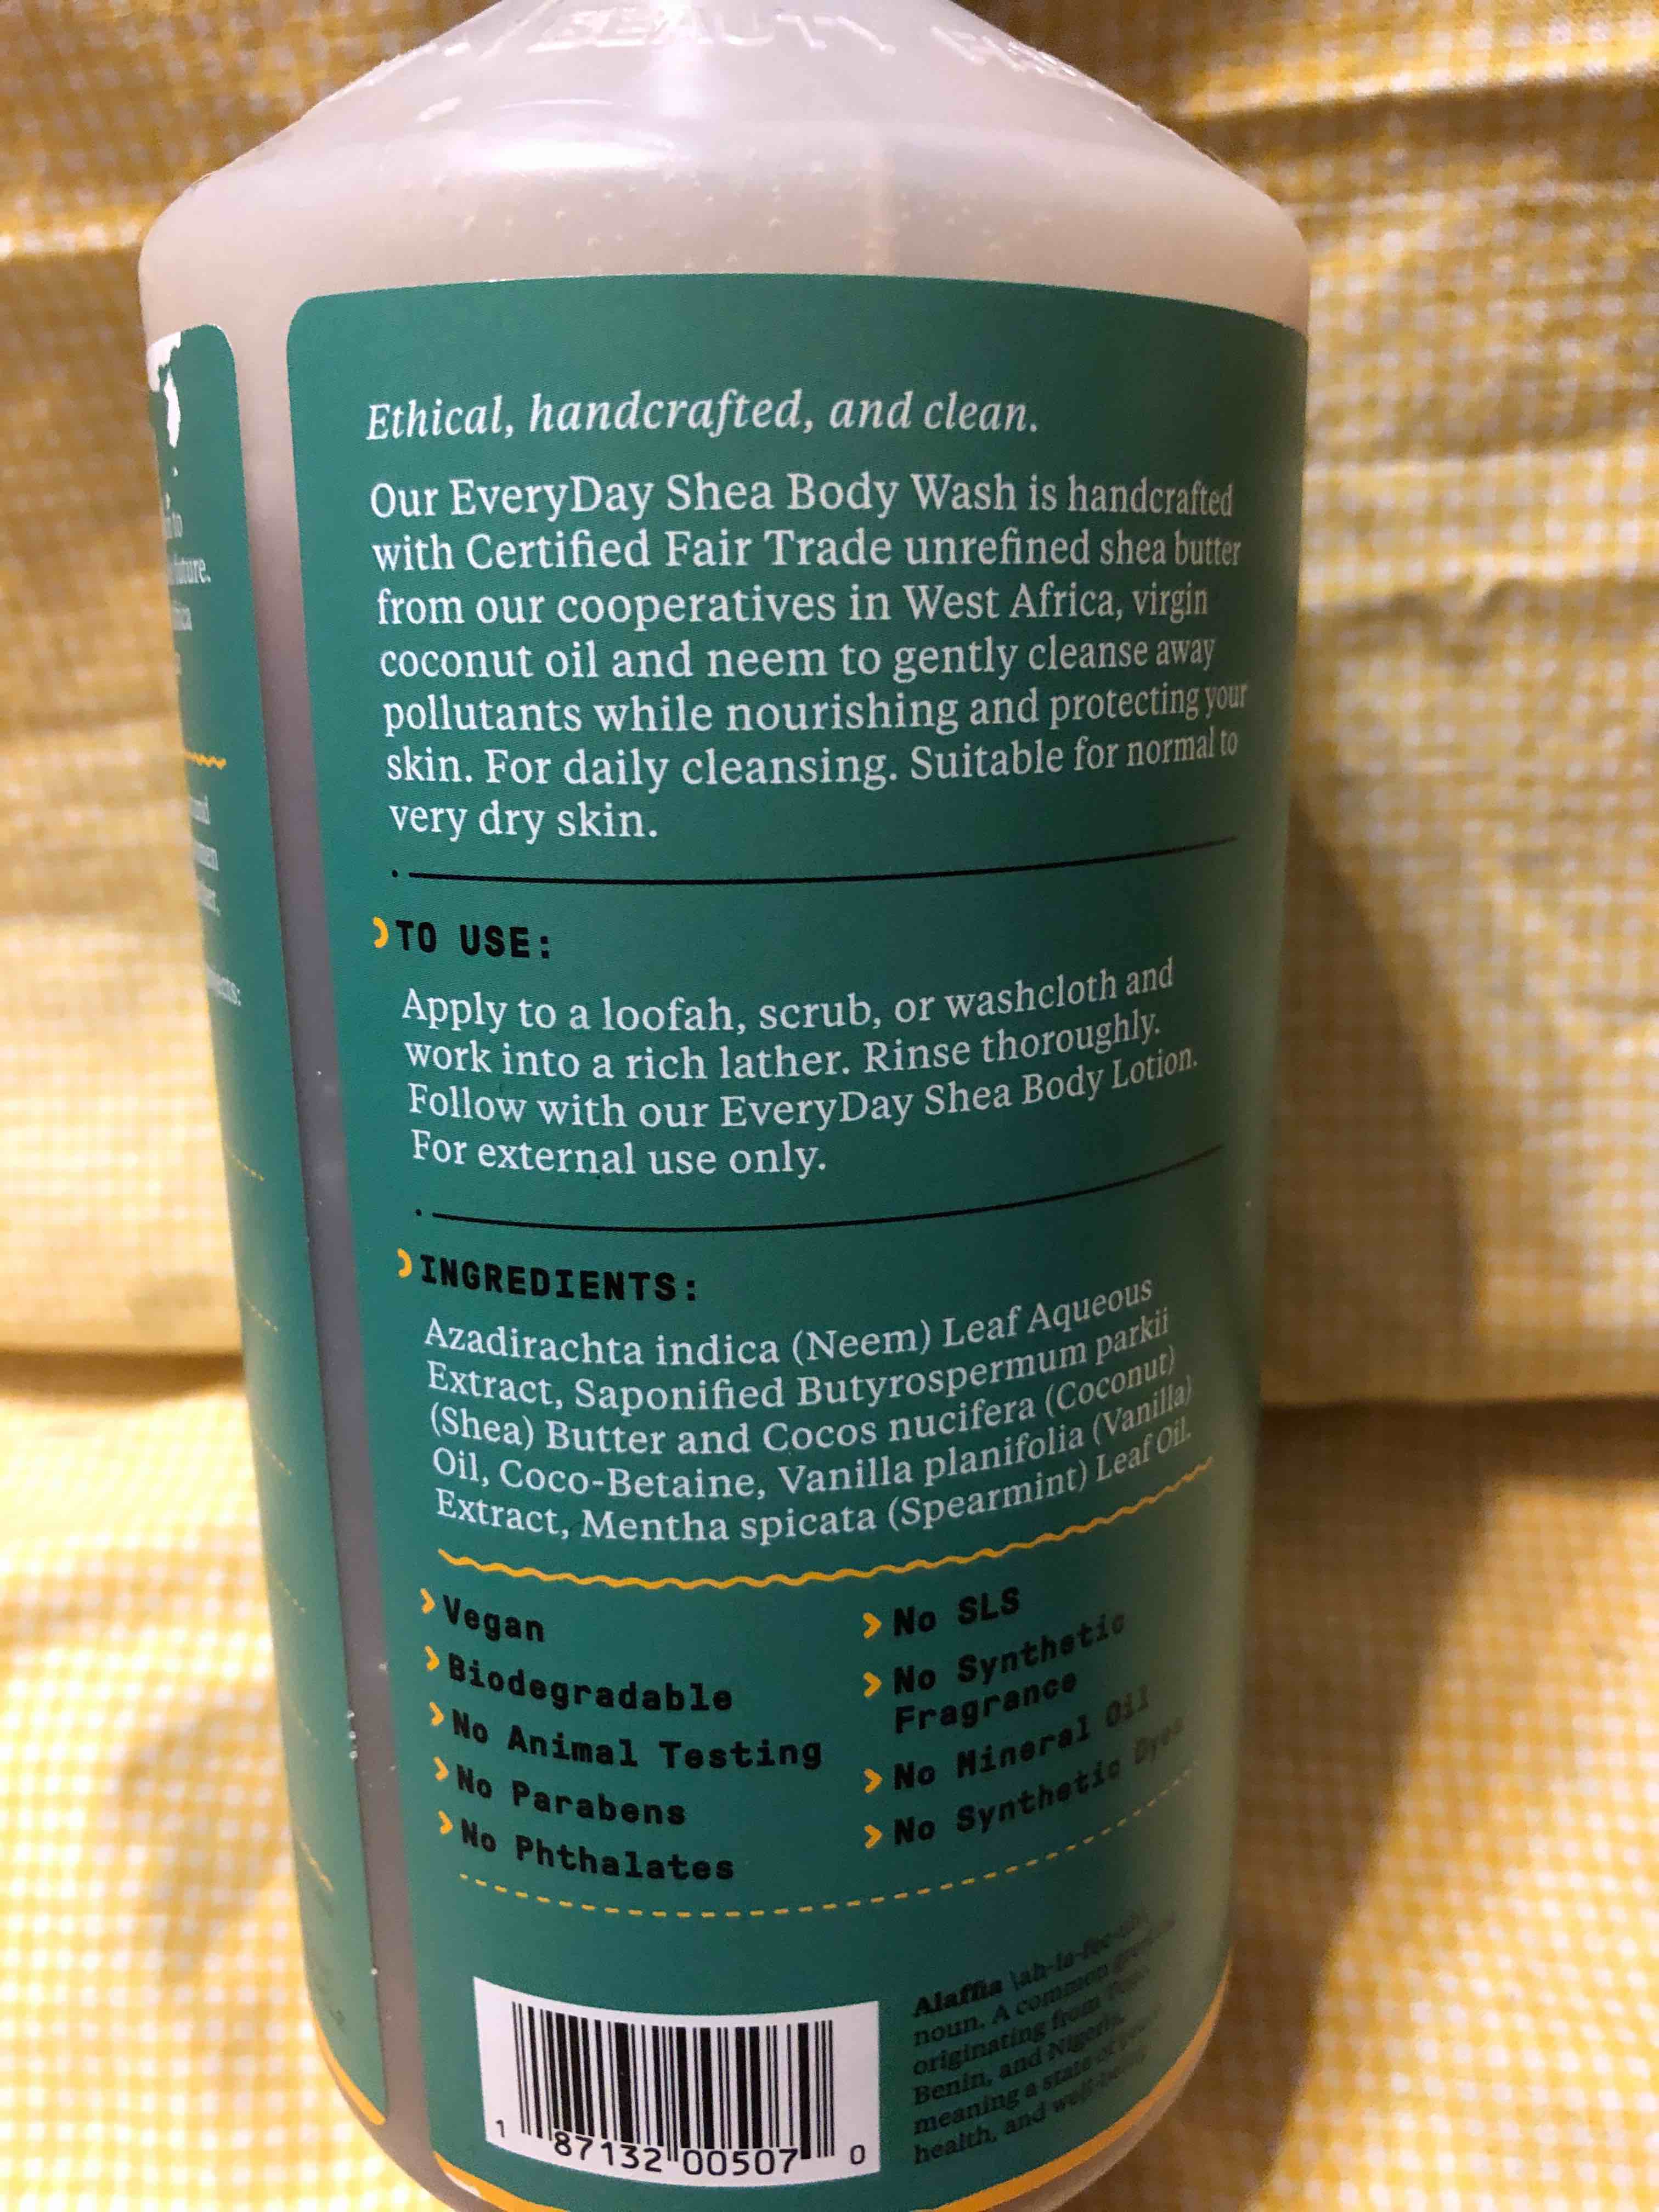 BEAUTY
to
future.
Ethical, handcrafted, and clean.
Our EveryDay Shea Body Wash is handcrafted
with Certified Fair Trade unrefined shea butter
from our cooperatives in West Africa, virgin
coconut oil and neem to gently cleanse away
pollutants while nourishing and protecting your
skin. For daily cleansing. Suitable for normal to
very dry skin.
TO USE:
Apply to a loofah, scrub, or washcloth and
work into a rich lather. Rinse thoroughly.
Follow with our EveryDay Shea Body Lotion.
For external use only.
INGREDIENTS:
Azadirachta indica (Neem) Leaf Aqueous
Extract, Saponified Butyrospermum parkii
(Shea) Butter and Cocos nucifera (Coconut)
Oil, Coco-Betaine, Vanilla planifolia (Vanilla)
Extract, Mentha spicata (Spearmint) Leaf Oil.
Vegan
Biodegradable
No Animal Testing
No Parabens
No Phthalates
No SLS
No Synthetic
Fragrance
No Mineral Oil
No Synthetic Dyes
1 87132 00507 0
Alaffia
noun. A common
originating from
Benin, and Nigeria,
meaning a state of
health, and well-being